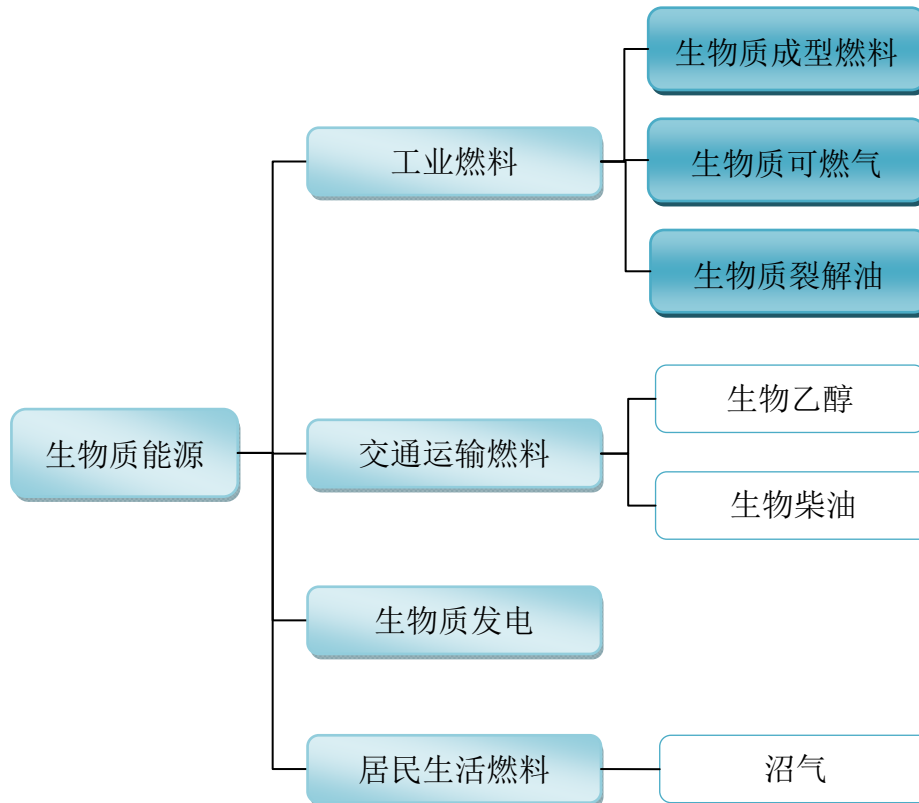 生物质能源
工业燃料
生物质成型燃料
生物质可燃气
生物质裂解油
交通运输燃料
生物乙醇
生物柴油
生物质发电
居民生活燃料
沼气